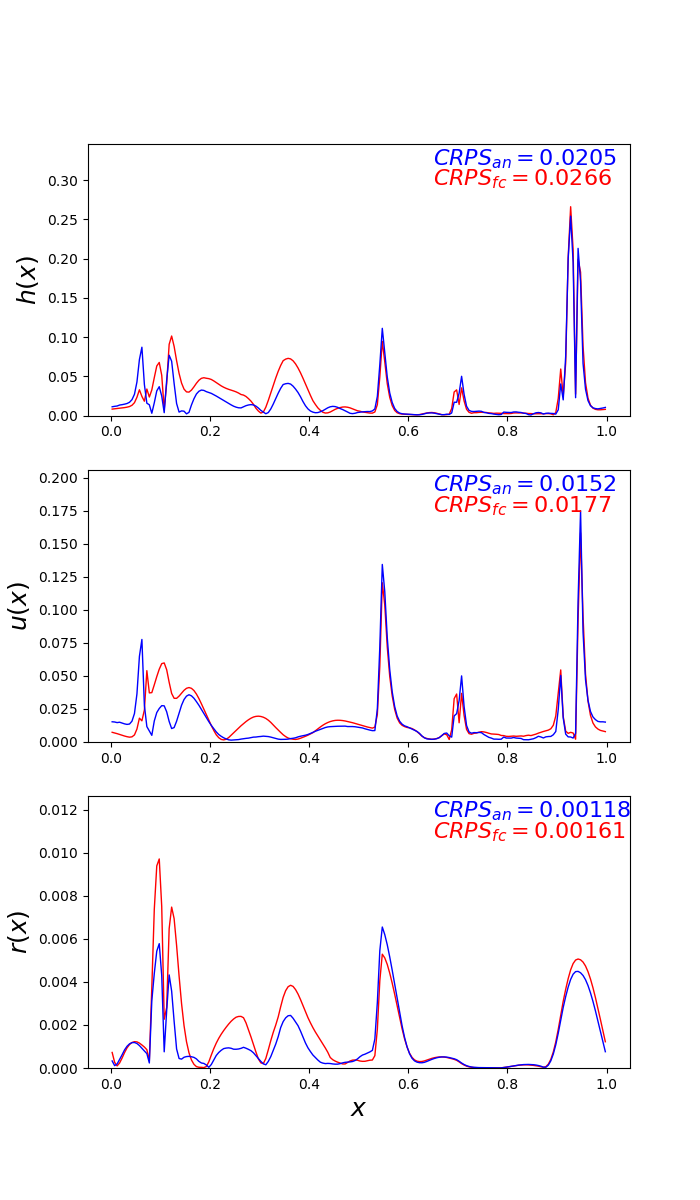 CRPS_an = 0.0205
CRPS_fc = 0.0266
0.30
0.25
0.20
0.15
0.10
0.05
0.00
h(x)
0.0 0.2 0.4 0.6 0.8 1.0
CRPS_an = 0.0152
CRPS_fc = 0.0177
0.200
0.175
0.150
0.125
0.100
0.075
0.050
0.025
0.000
u(x)
0.0 0.2 0.4 0.6 0.8 1.0
CRPS_an = 0.00118
CRPS_fc = 0.00161
0.012
0.010
0.008
0.006
0.004
0.002
0.000
r(x)
0.0 0.2 0.4 0.6 0.8 1.0
x